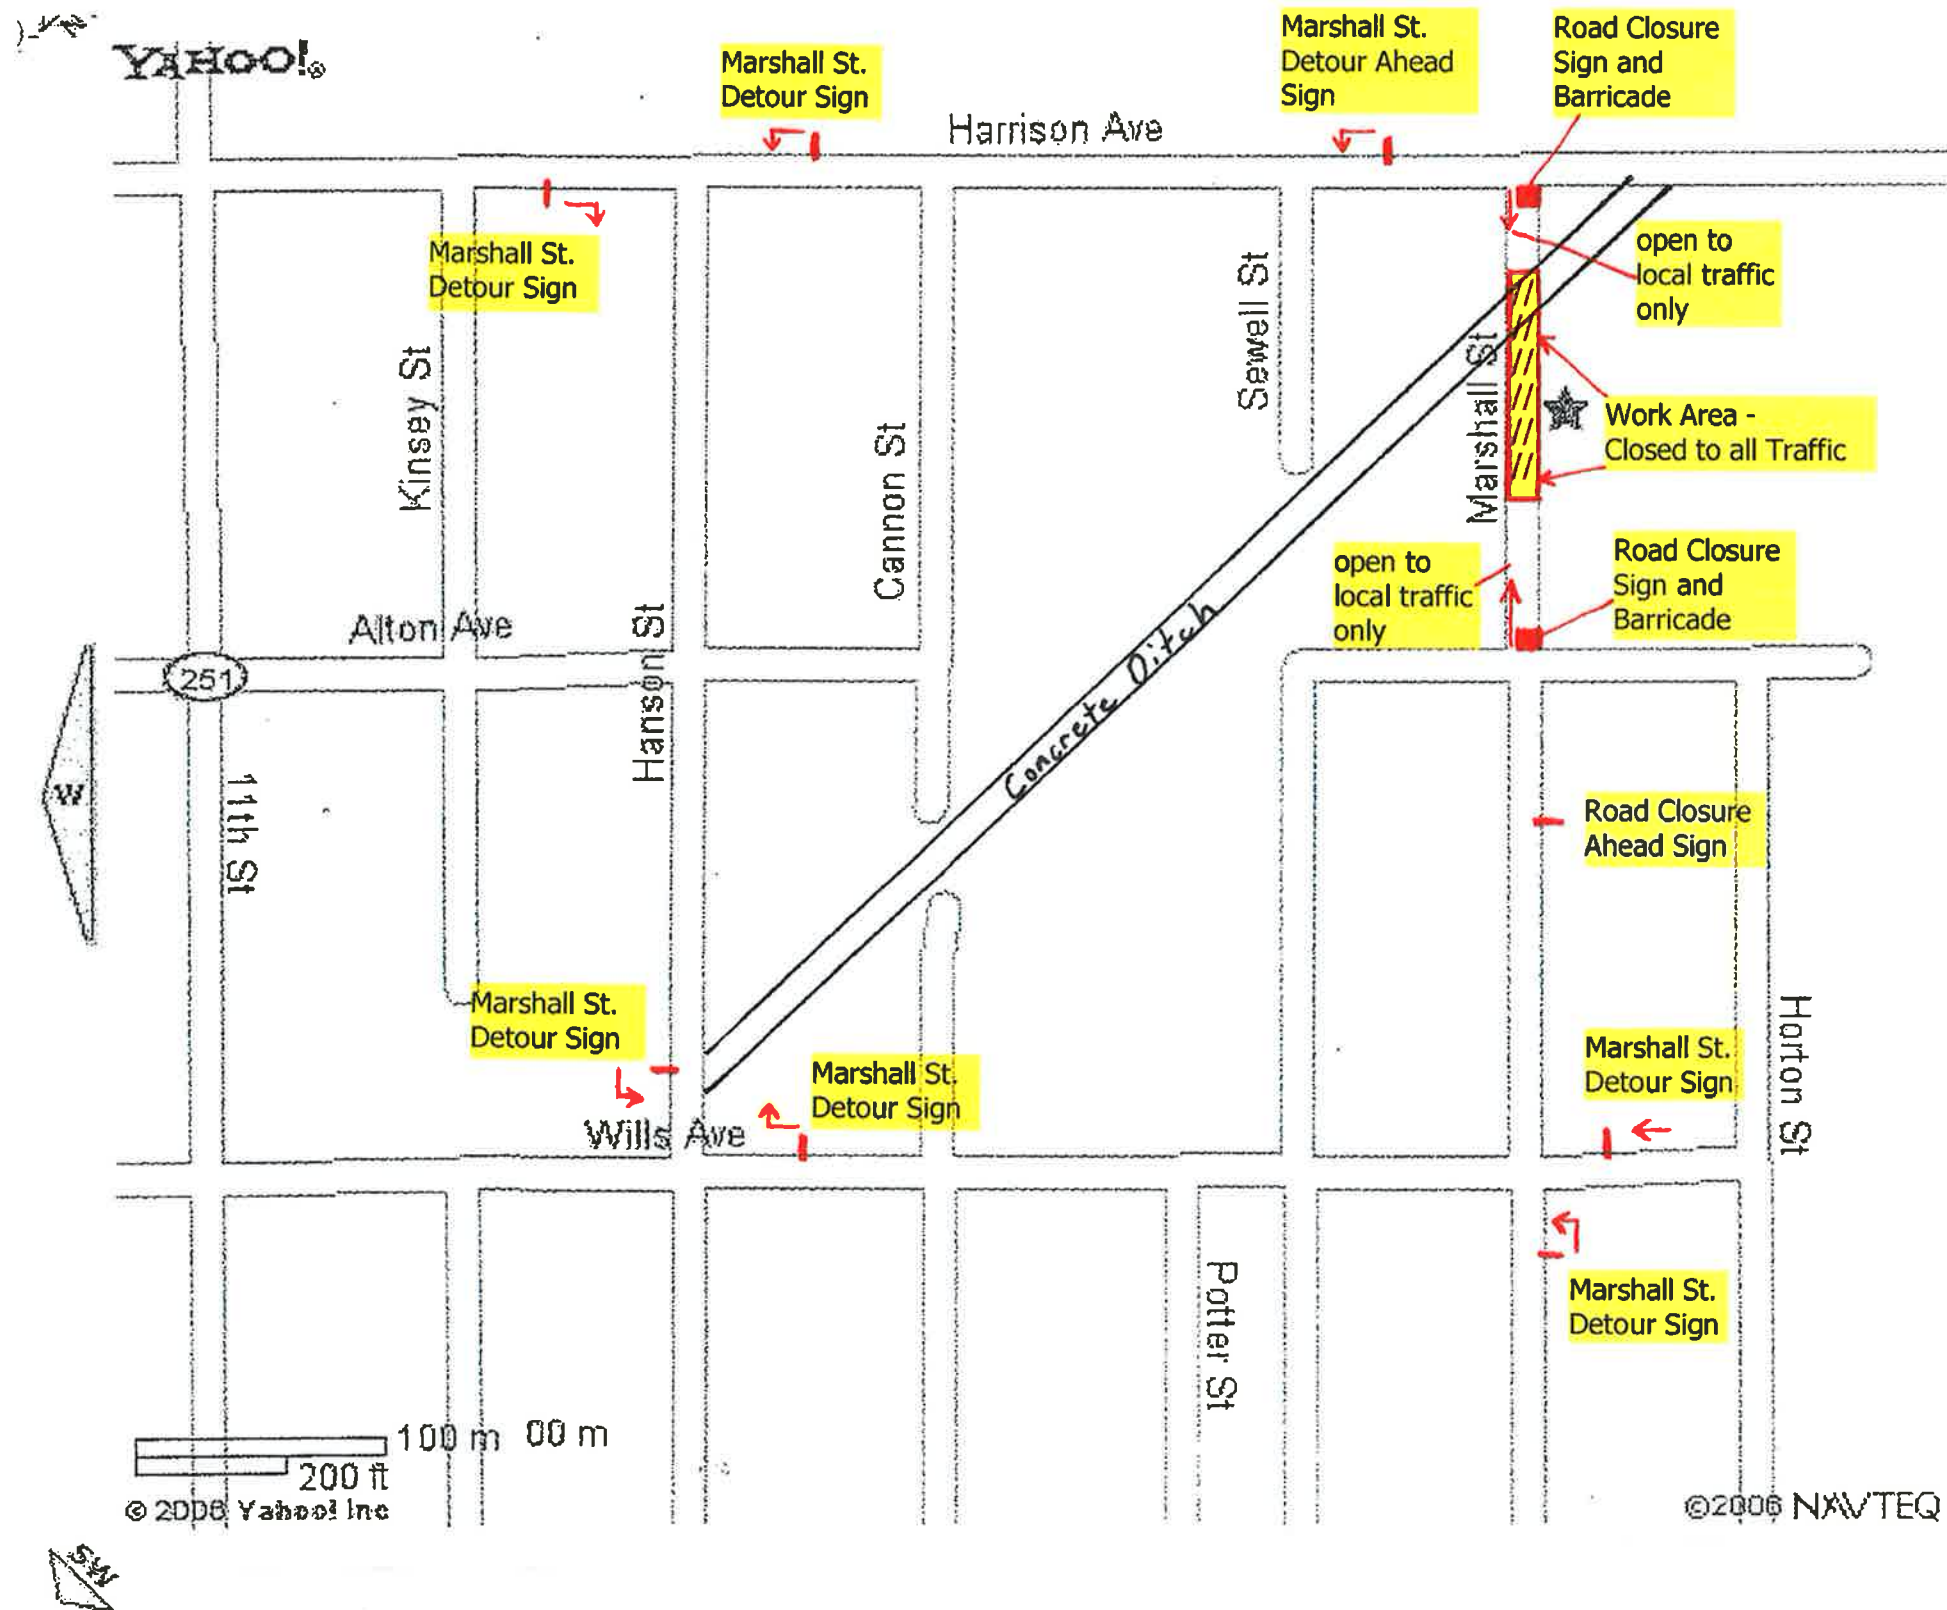 YAHOO!
Marshall St.
Detour Sign
Marshall St.
Detour Ahead
Sign
Road Closure
Sign and
Barricade
Harrison Ave
Marshall St.
Detour Sign
open to
local traffic
only
Kinsey St
Cannon St
Sewell St
Marshall St
Work Area -
Closed to all Traffic
open to
local traffic
only
Road Closure
Sign and
Barricade
Alton Ave
251
Hanson St
Concrete Ditch
W
11th St
Road Closure
Ahead Sign
Marshall St.
Detour Sign
Marshall St.
Detour Sign
Marshall St.
Detour Sign
Horton St
Wills Ave
Marshall St.
Detour Sign
Potter St
100 m 00 m
200 ft
© 2006 Yahoo! Inc
©2006 NAVTEQ
SW